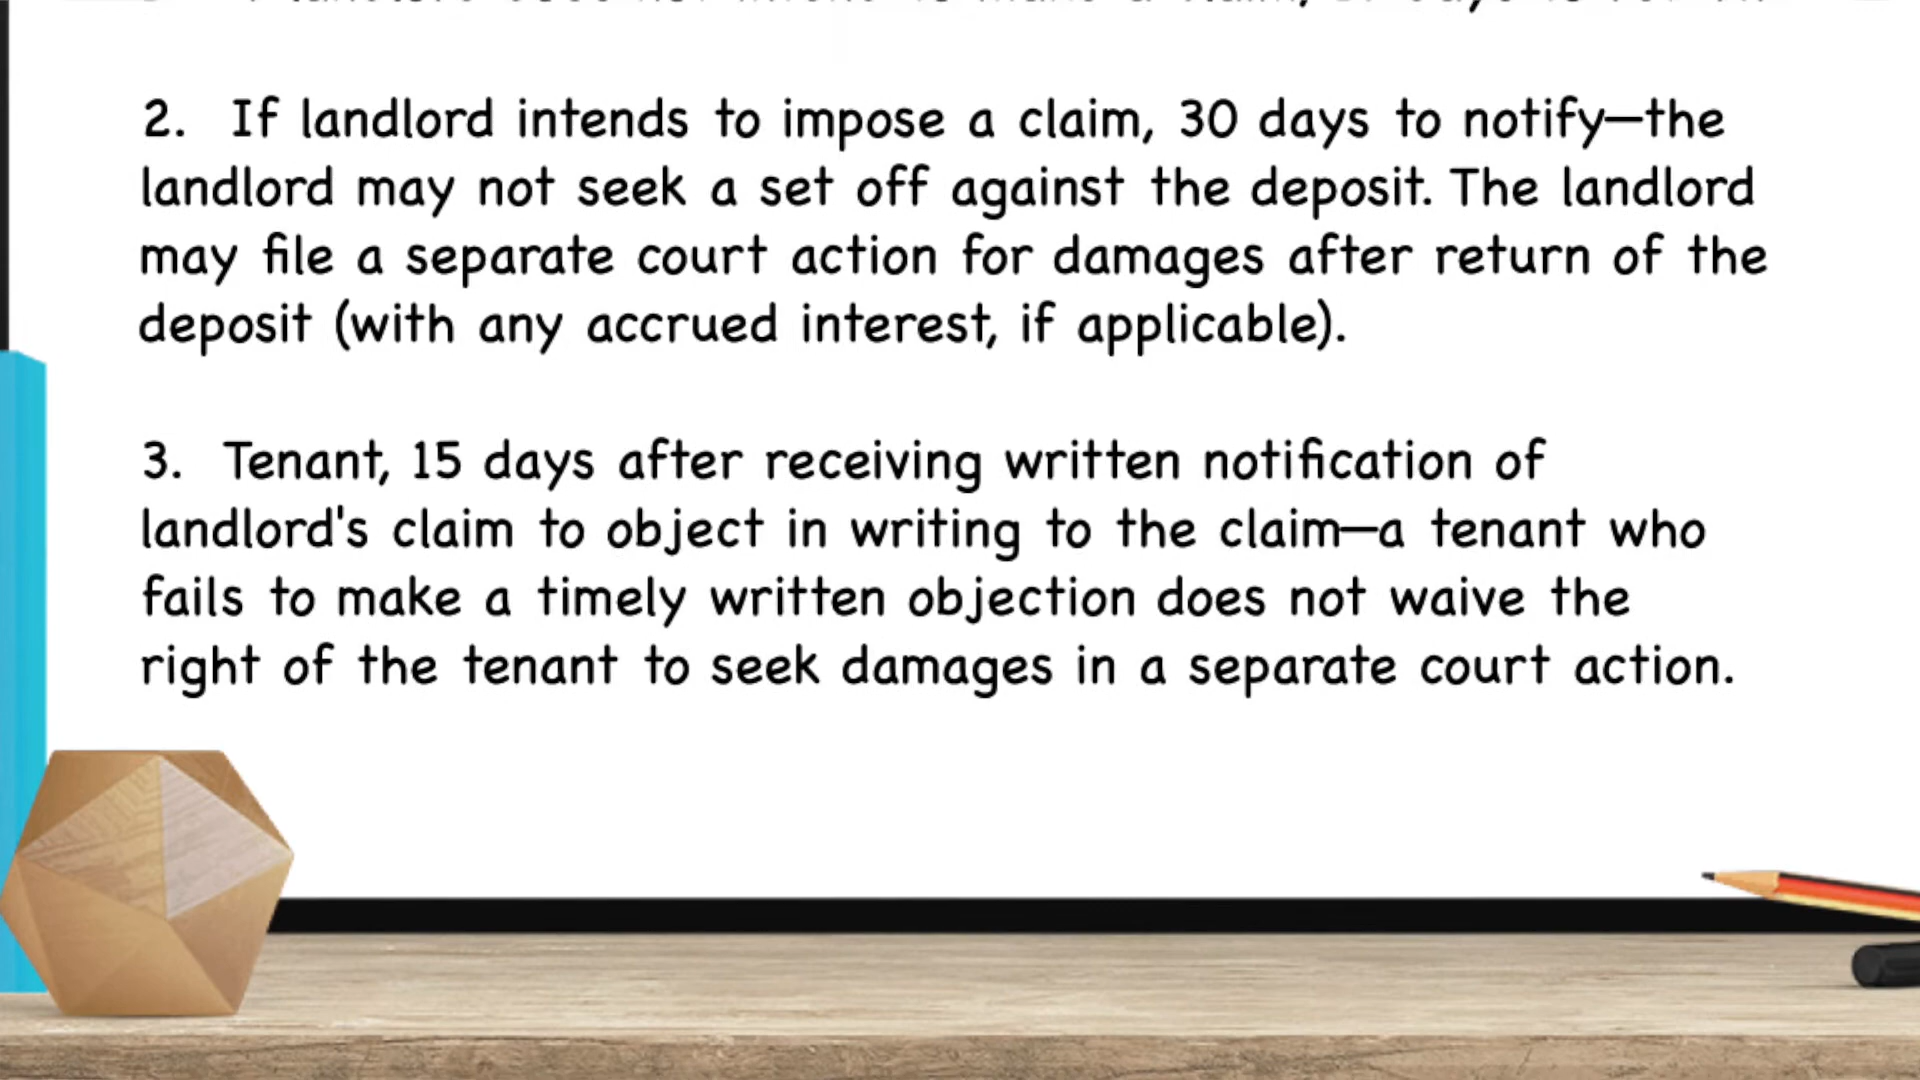 2. If landlord intends to impose a claim, 30 days to notify—the
landlord may not seek a set off against the deposit. The landlord
may file a separate court action for damages after return of the
deposit (with any accrued interest, if applicable).
3. Tenant, 15 days after receiving written notification of
landlord's claim to object in writing to the claim—a tenant who
fails to make a timely written objection does not waive the
right of the tenant to seek damages in a separate court action.